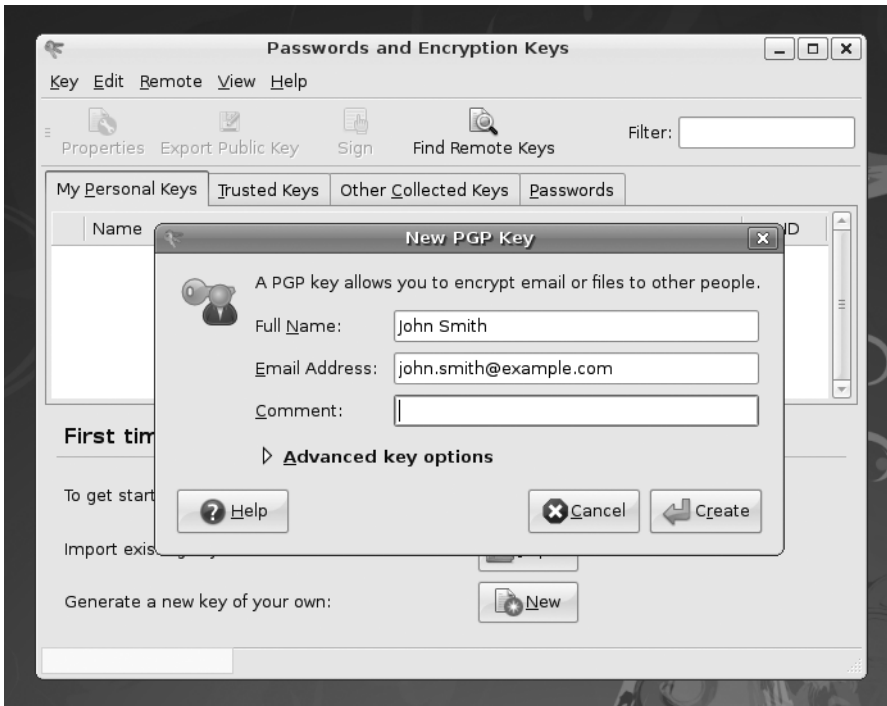 Passwords and Encryption Keys
Key Edit Remote View Help
Properties Export Public Key Sign Find Remote Keys Filter:
My Personal Keys Trusted Keys Other Collected Keys Passwords
Name
New PGP Key
A PGP key allows you to encrypt email or files to other people.
Full Name: John Smith
Email Address: john.smith@example.com
Comment:
Advanced key options
First tim
To get start
Help Cancel Create
Import exis
Generate a new key of your own: New